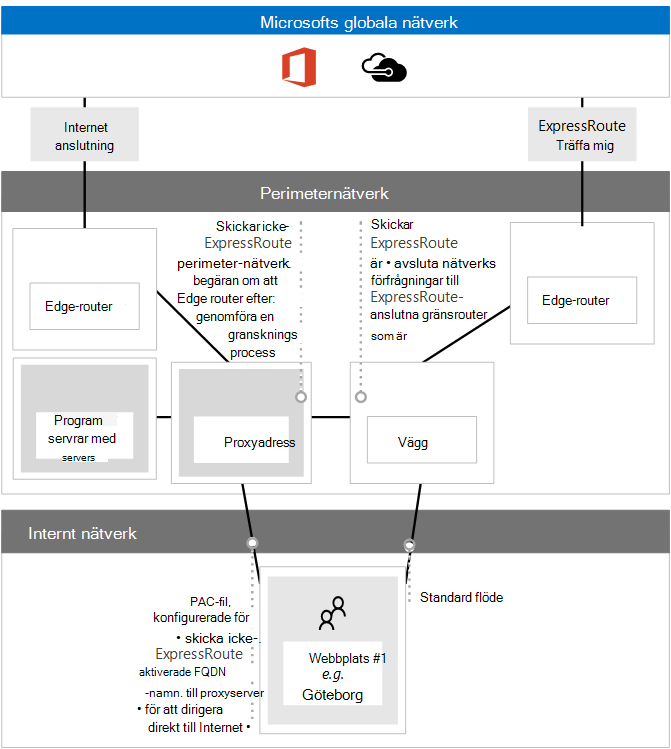 Microsofts globala nätverk
Internet
anslutning
ExpressRoute
Träffa mig
Perimeternätverk
Skickar icke-
ExpressRoute
perimeter-nätverk.
begäran om att
Edge router efter:
genomföra en
gransknings
process
Skickar
ExpressRoute
är • avsluta nätverks
förfrågningar till
ExpressRoute-
anslutna gränsrouter
som är
Edge-router
Edge-router
Program
servrar med
servers
Proxyadress
Vägg
Internt nätverk
PAC-fil,
konfigurerade för
• skicka icke-.
ExpressRoute
aktiverade FQDN
-namn. till proxyserver
• för att dirigera
direkt till Internet •
Webbplats #1
e.g.
Göteborg
Standard flöde